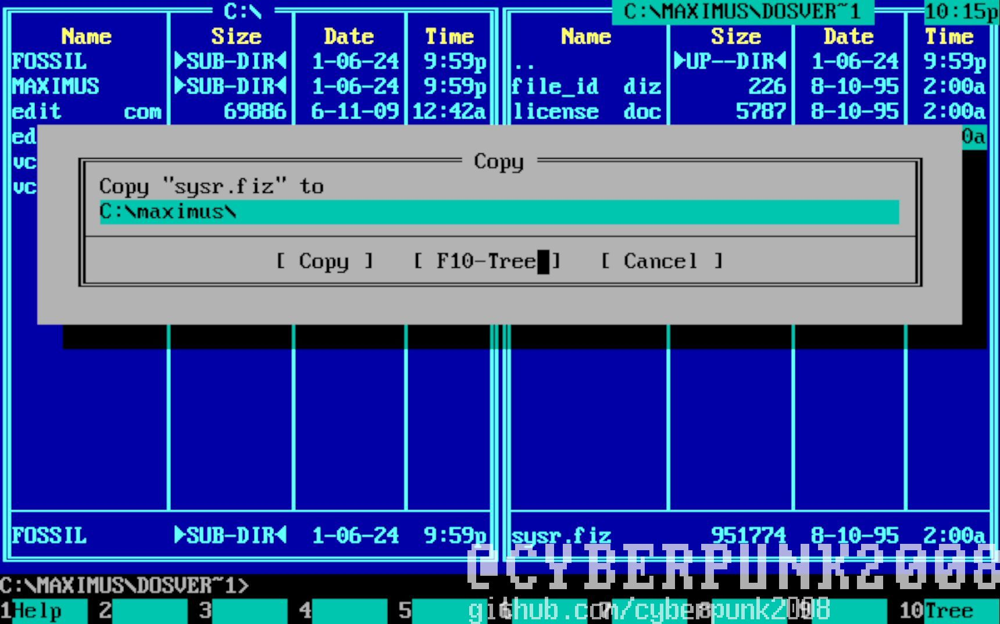 C:\ C:\MAXIMUS\DOSVER~1 10:15p
Name Size Date Time Name Size Date Time
FOSSIL ►SUB-DIR◄ 1-06-24 9:59p .. ►UP--DIR◄ 1-06-24 9:59p
MAXIMUS ►SUB-DIR◄ 1-06-24 9:59p file_id diz 226 8-10-95 2:00a
edit com 69886 6-11-09 12:42a license doc 5787 8-10-95 2:00a
ed 0a
vc
vc
Copy
Copy "sysr.fiz" to
C:\maximus\
[ Copy ] [ F10-Tree ] [ Cancel ]
FOSSIL ►SUB-DIR◄ 1-06-24 9:59p sysr.fiz 951774 8-10-95 2:00a
@CYBERPUNK2008
C:\MAXIMUS\DOSVER~1>
github.com/cyberpunk2008
1Help 2 3 4 5 6 7 8 9 10Tree